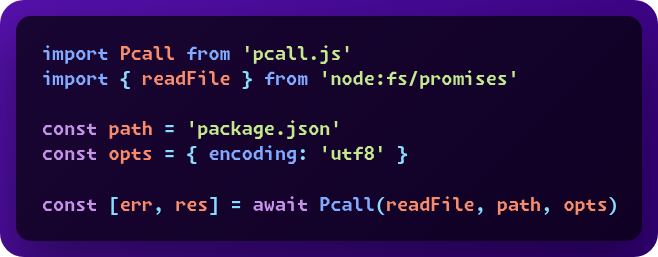 import Pcall from 'pcall.js'
import { readFile } from 'node:fs/promises'
const path = 'package.json'
const opts = { encoding: 'utf8' }
const [err, res] = await Pcall(readFile, path, opts)